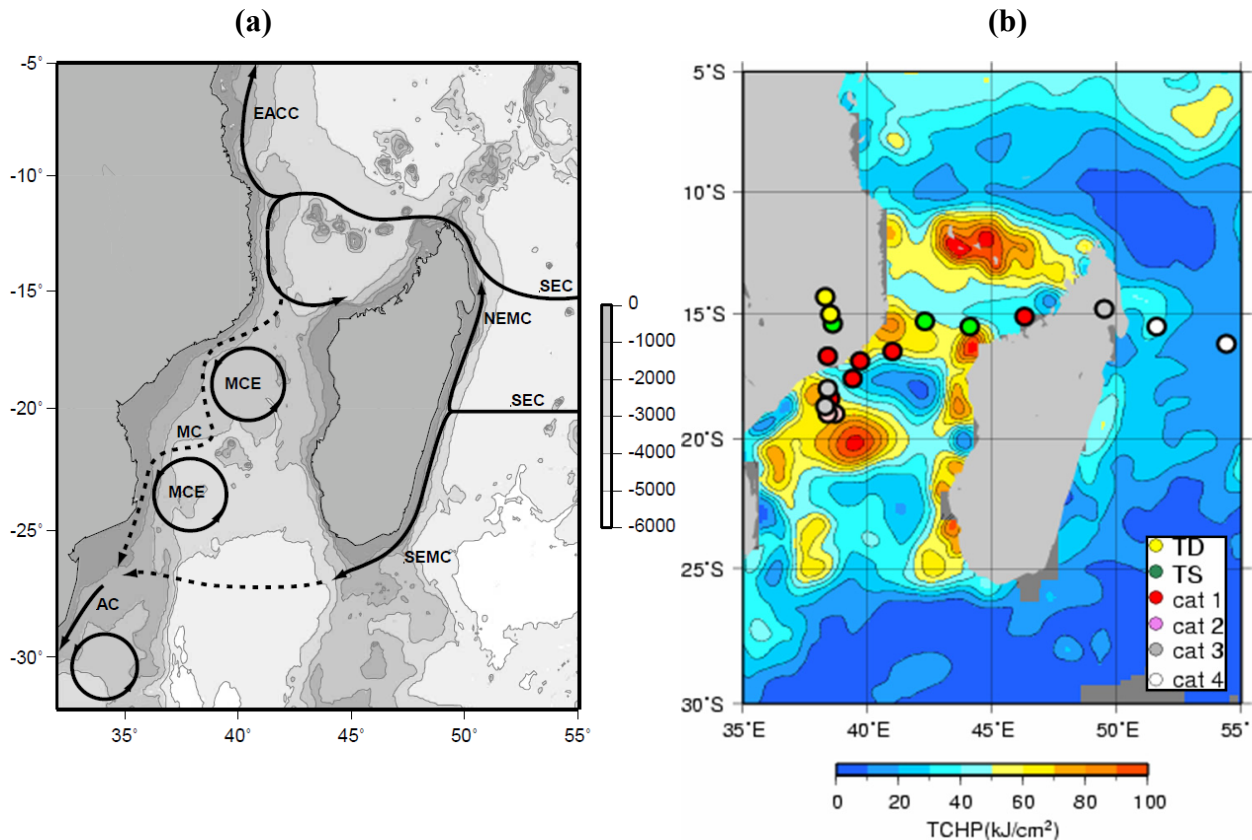 (a)
(b)
-5°
-10°
-15°
-20°
-25°
-30°
35°
40°
45°
50°
55°
EACC
SEC
NEMC
MCE
SEC
MC
MCE
SEMC
AC
0
-1000
-2000
-3000
-4000
-5000
-6000
5°S
10°S
15°S
20°S
25°S
30°S
35°E
40°E
45°E
50°E
55°E
TD
TS
cat 1
cat 2
cat 3
cat 4
0 20 40 60 80 100
TCHP(kJ/cm²)